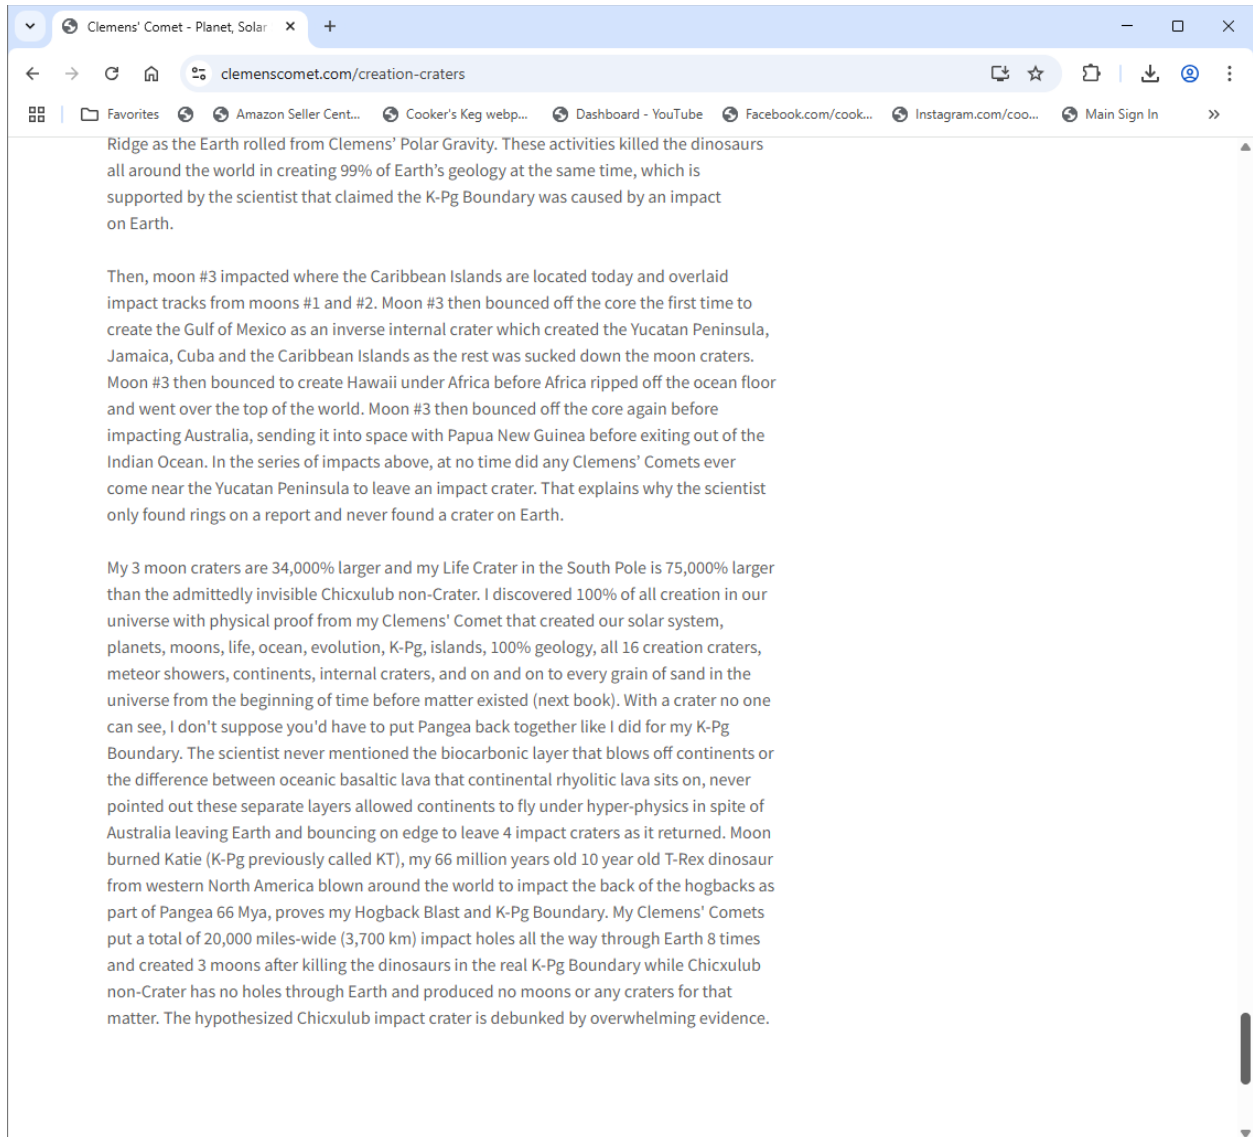 Clemens' Comet - Planet, Solar
clemenscomet.com/creation-craters
Favorites
Amazon Seller Cent...
Cooker's Keg webp...
Dashboard - YouTube
Facebook.com/cook...
Instagram.com/coo...
Main Sign In
Ridge as the Earth rolled from Clemens’ Polar Gravity. These activities killed the dinosaurs
all around the world in creating 99% of Earth’s geology at the same time, which is
supported by the scientist that claimed the K-Pg Boundary was caused by an impact
on Earth.
Then, moon #3 impacted where the Caribbean Islands are located today and overlaid
impact tracks from moons #1 and #2. Moon #3 then bounced off the core the first time to
create the Gulf of Mexico as an inverse internal crater which created the Yucatan Peninsula,
Jamaica, Cuba and the Caribbean Islands as the rest was sucked down the moon craters.
Moon #3 then bounced to create Hawaii under Africa before Africa ripped off the ocean floor
and went over the top of the world. Moon #3 then bounced off the core again before
impacting Australia, sending it into space with Papua New Guinea before exiting out of the
Indian Ocean. In the series of impacts above, at no time did any Clemens’ Comets ever
come near the Yucatan Peninsula to leave an impact crater. That explains why the scientist
only found rings on a report and never found a crater on Earth.
My 3 moon craters are 34,000% larger and my Life Crater in the South Pole is 75,000% larger
than the admittedly invisible Chicxulub non-Crater. I discovered 100% of all creation in our
universe with physical proof from my Clemens' Comet that created our solar system,
planets, moons, life, ocean, evolution, K-Pg, islands, 100% geology, all 16 creation craters,
meteor showers, continents, internal craters, and on and on to every grain of sand in the
universe from the beginning of time before matter existed (next book). With a crater no one
can see, I don't suppose you'd have to put Pangea back together like I did for my K-Pg
Boundary. The scientist never mentioned the biocarbonic layer that blows off continents or
the difference between oceanic basaltic lava that continental rhyolitic lava sits on, never
pointed out these separate layers allowed continents to fly under hyper-physics in spite of
Australia leaving Earth and bouncing on edge to leave 4 impact craters as it returned. Moon
burned Katie (K-Pg previously called KT), my 66 million years old 10 year old T-Rex dinosaur
from western North America blown around the world to impact the back of the hogbacks as
part of Pangea 66 Mya, proves my Hogback Blast and K-Pg Boundary. My Clemens' Comets
put a total of 20,000 miles-wide (3,700 km) impact holes all the way through Earth 8 times
and created 3 moons after killing the dinosaurs in the real K-Pg Boundary while Chicxulub
non-Crater has no holes through Earth and produced no moons or any craters for that
matter. The hypothesized Chicxulub impact crater is debunked by overwhelming evidence.